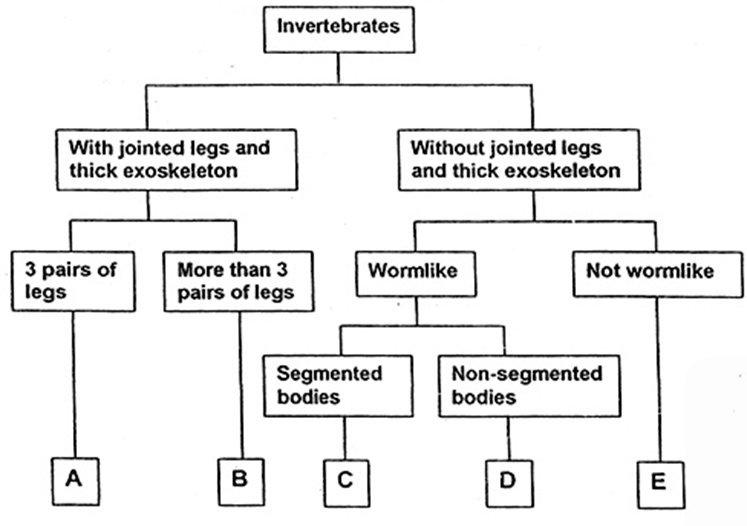 Invertebrates
With jointed legs and
thick exoskeleton
Without jointed legs
and thick exoskeleton
3 pairs of
legs
More than 3
pairs of legs
Wormlike
Not wormlike
Segmented
bodies
Non-segmented
bodies
A
B
C
D
E